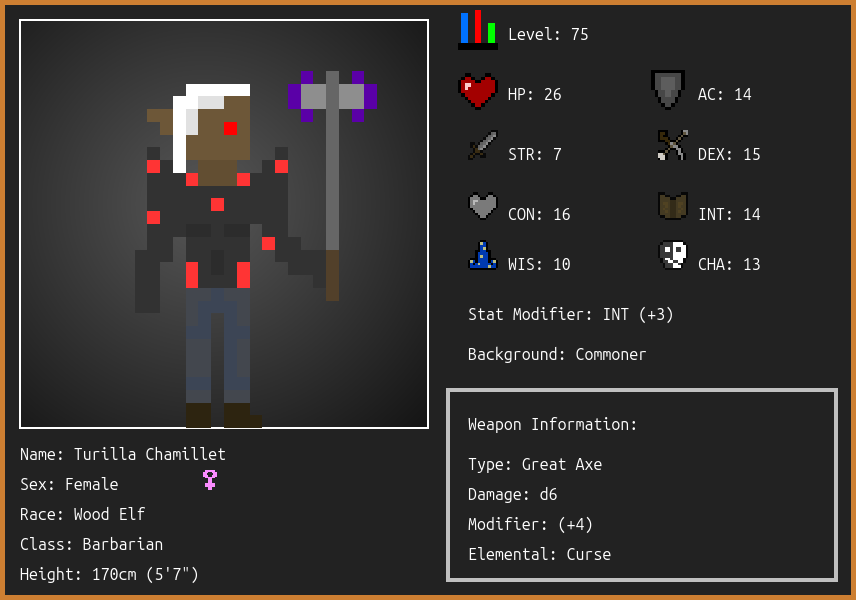 Level: 75
HP: 26
AC: 14
STR: 7
DEX: 15
CON: 16
INT: 14
WIS: 10
CHA: 13
Stat Modifier: INT (+3)
Background: Commoner
Weapon Information:
Type: Great Axe
Damage: d6
Modifier: (+4)
Elemental: Curse
Name: Turilla Chamillet
Sex: Female
Race: Wood Elf
Class: Barbarian
Height: 170cm (5'7")